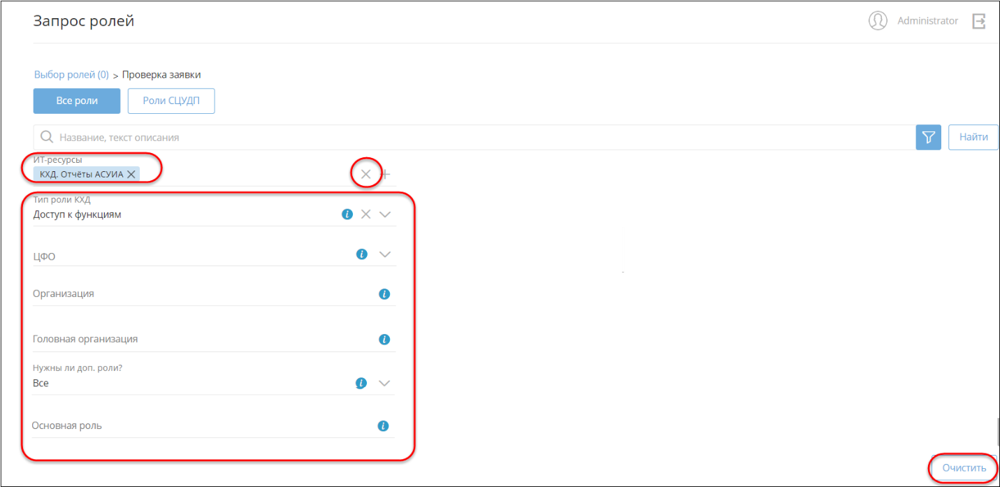 Запрос ролей
Administrator
Выбор ролей (0) > Проверка заявки
Все роли
Роли СЦУДП
Название, текст описания
Найти
ИТ-ресурсы
КХД. Отчёты АСУИА
Тип роли КХД
Доступ к функциям
ЦФО
Организация
Головная организация
Нужны ли доп. роли?
Все
Основная роль
Очистить